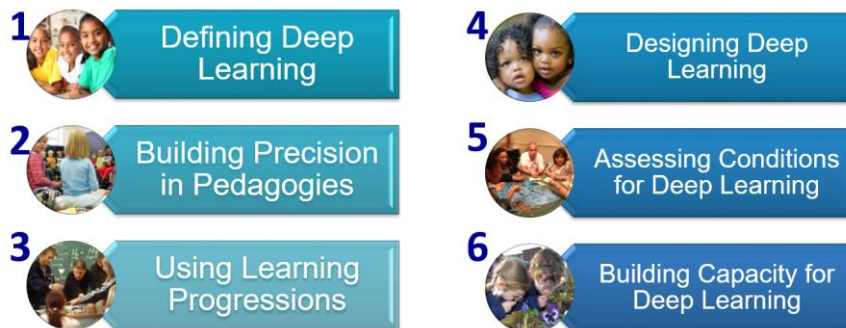 1
Defining Deep
Learning
2
Building Precision
in Pedagogies
3
Using Learning
Progressions
4
Designing Deep
Learning
5
Assessing Conditions
for Deep Learning
6
Building Capacity for
Deep Learning